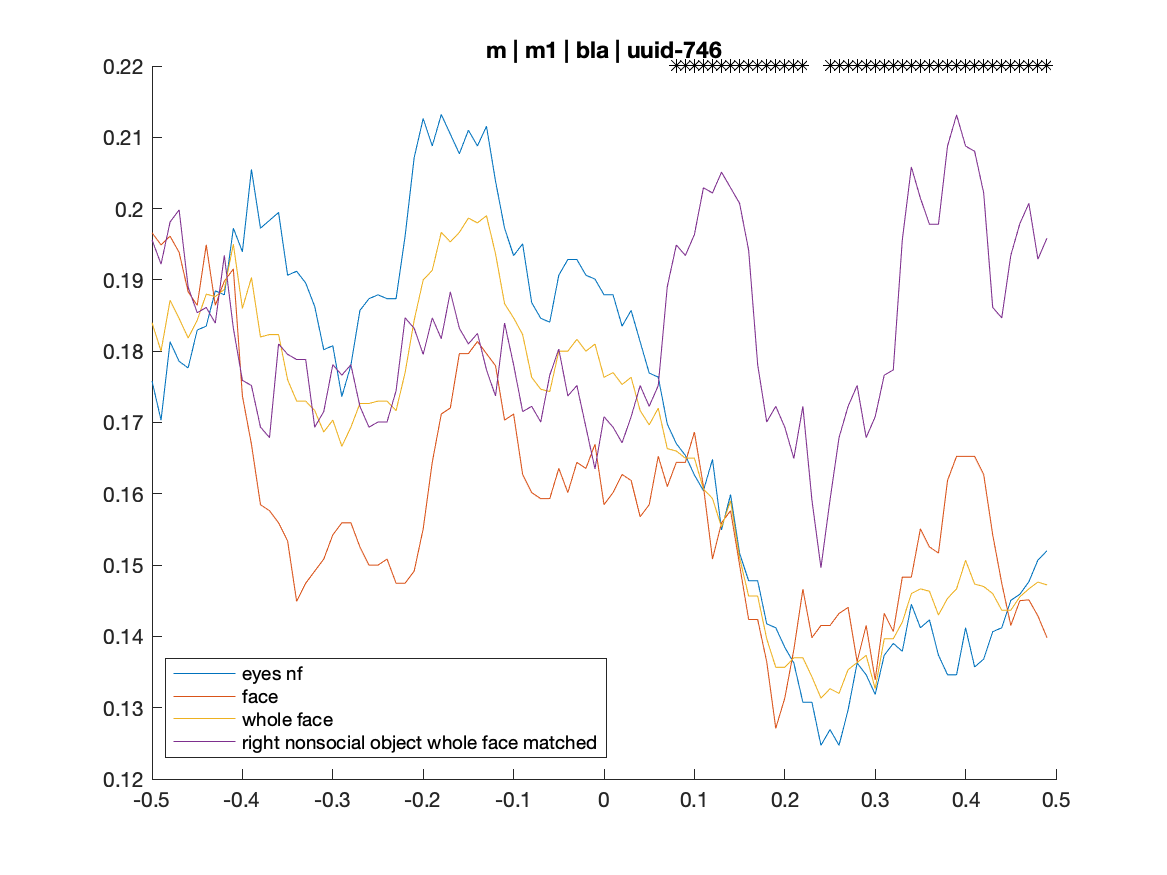 m | m1 | bla | uuid-746
0.22
0.21
0.2
0.19
0.18
0.17
0.16
0.15
0.14
0.13
0.12
eyes nf
face
whole face
right nonsocial object whole face matched
-0.5 -0.4 -0.3 -0.2 -0.1 0 0.1 0.2 0.3 0.4 0.5